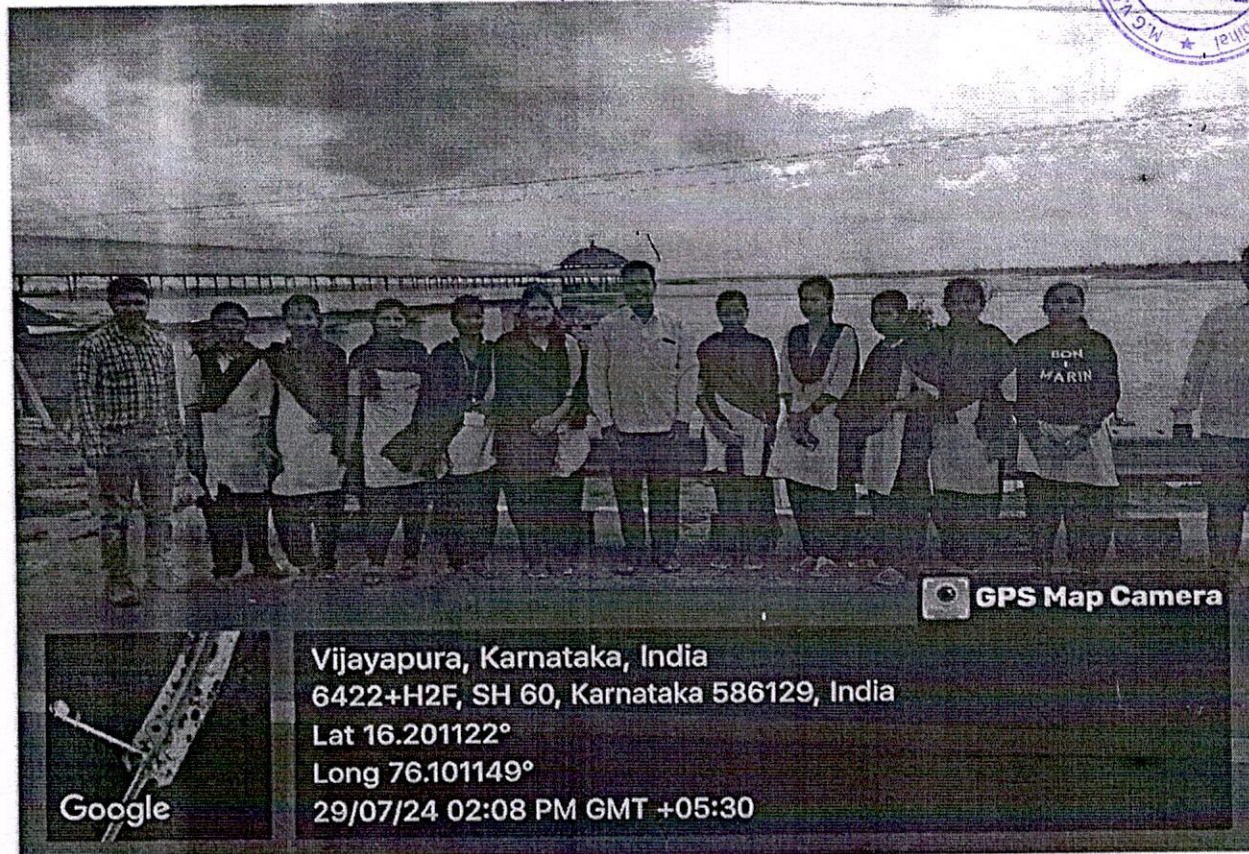 M.G.V.
BON
MARIN
GPS Map Camera
Vijayapura, Karnataka, India
6422+H2F, SH 60, Karnataka 586129, India
Lat 16.201122°
Long 76.101149°
29/07/24 02:08 PM GMT +05:30
Google